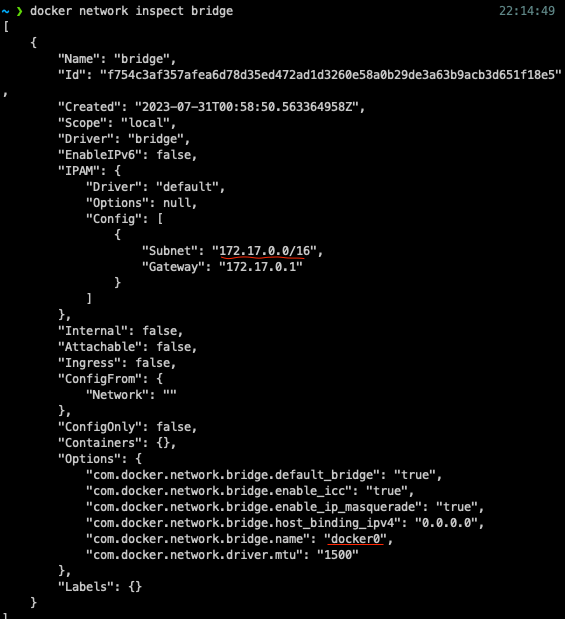 ~ ❯ docker network inspect bridge 22:14:49
[
    {
        "Name": "bridge",
        "Id": "f754c3af357afea6d78d35ed472ad1d3260e58a0b29de3a63b9acb3d651f18e5"
,
        "Created": "2023-07-31T00:58:50.563364958Z",
        "Scope": "local",
        "Driver": "bridge",
        "EnableIPv6": false,
        "IPAM": {
            "Driver": "default",
            "Options": null,
            "Config": [
                {
                    "Subnet": "172.17.0.0/16",
                    "Gateway": "172.17.0.1"
                }
            ]
        },
        "Internal": false,
        "Attachable": false,
        "Ingress": false,
        "ConfigFrom": {
            "Network": ""
        },
        "ConfigOnly": false,
        "Containers": {},
        "Options": {
            "com.docker.network.bridge.default_bridge": "true",
            "com.docker.network.bridge.enable_icc": "true",
            "com.docker.network.bridge.enable_ip_masquerade": "true",
            "com.docker.network.bridge.host_binding_ipv4": "0.0.0.0",
            "com.docker.network.bridge.name": "docker0",
            "com.docker.network.driver.mtu": "1500"
        },
        "Labels": {}
    }
]